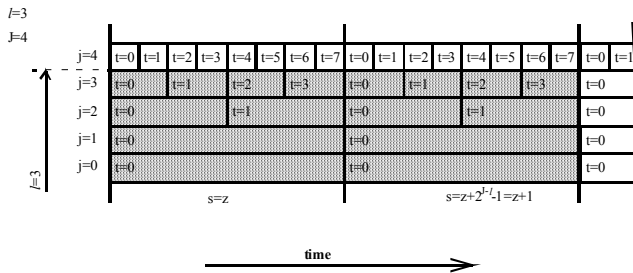 l=3
J=4
j=4 t=0 t=1 t=2 t=3 t=4 t=5 t=6 t=7 t=0 t=1 t=2 t=3 t=4 t=5 t=6 t=7 t=0 t=1
j=3 t=0 t=1 t=2 t=3 t=0 t=1 t=2 t=3 t=0
j=2 t=0 t=1 t=0 t=1 t=0
j=1 t=0 t=0 t=0
j=0 t=0 t=0 t=0
l=3
s=z s=z+2^{J-l}-1=z+1
time